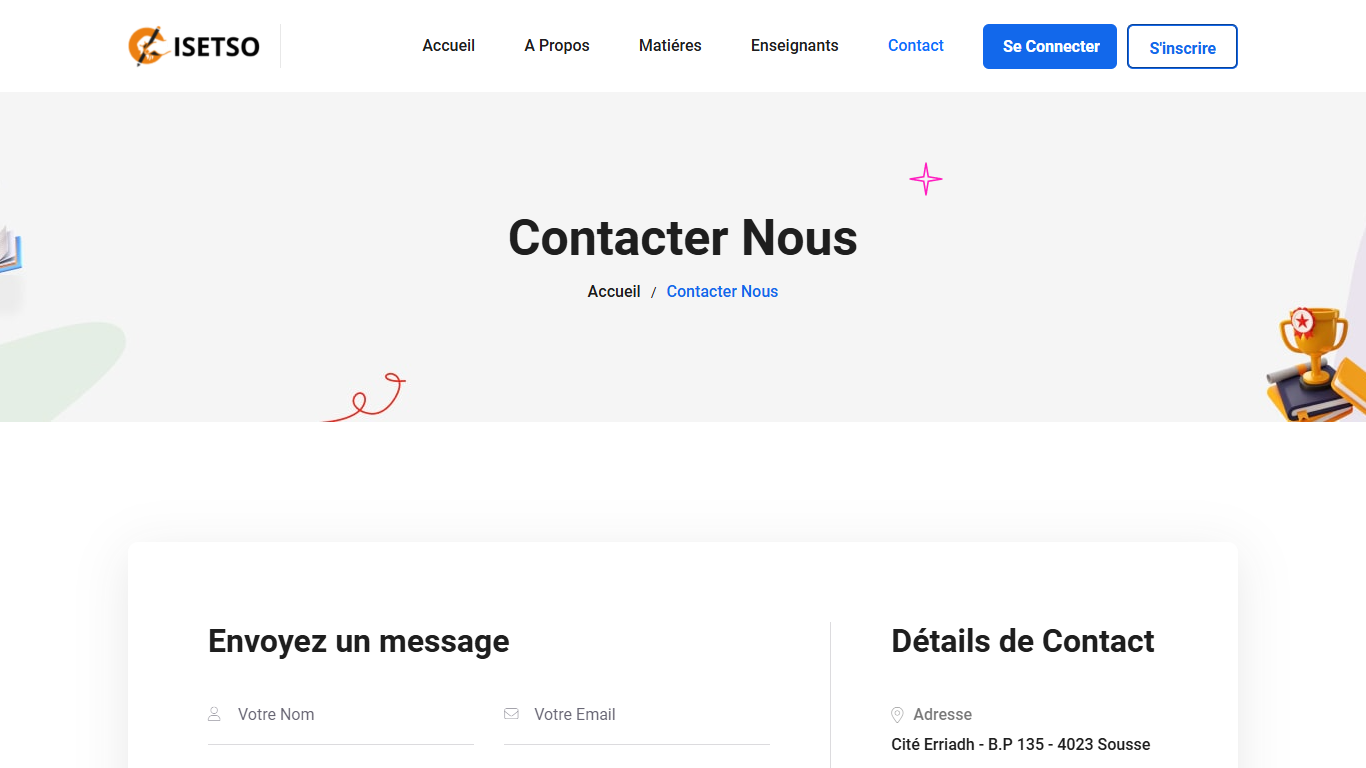 ISETSO
Accueil
A Propos
Matiéres
Enseignants
Contact
Se Connecter
S'inscrire
Contacter Nous
Accueil / Contacter Nous
Envoyez un message
Votre Nom
Votre Email
Détails de Contact
Adresse
Cité Erriadh - B.P 135 - 4023 Sousse